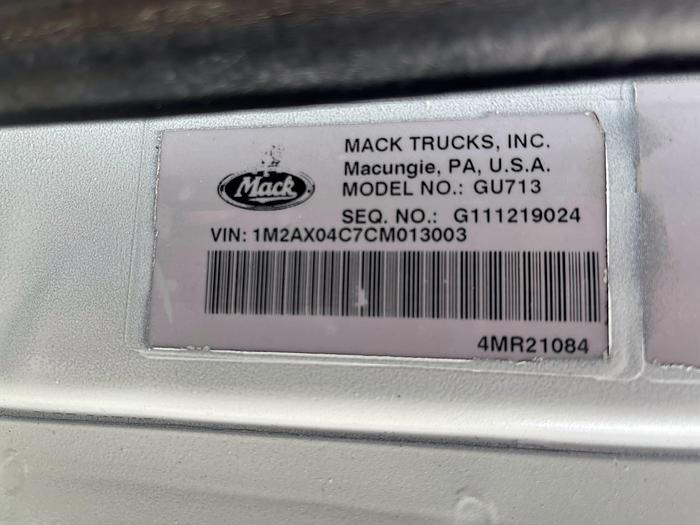 Mack
MACK TRUCKS, INC.
Macungie, PA, U.S.A.
MODEL NO.: GU713
SEQ. NO.: G111219024
VIN: 1M2AX04C7CM013003
4MR21084